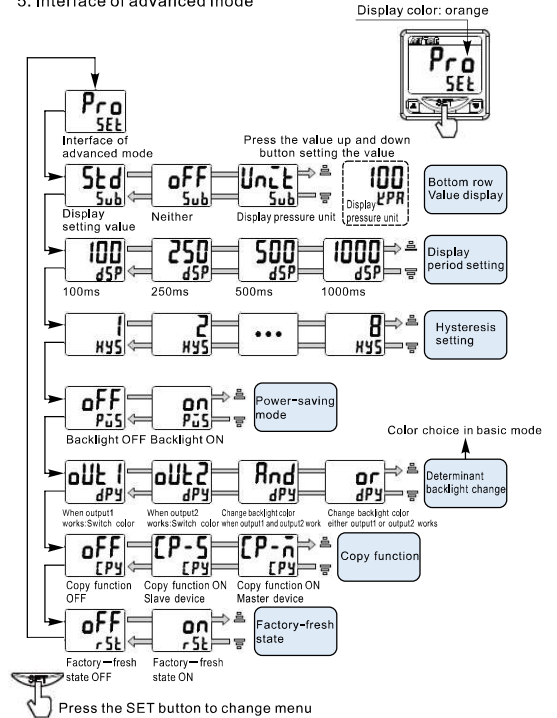 5. Interface of advanced mode
Display color: orange
Pro
SEt
SET
Pro
SEt
Interface of
advanced mode
Press the value up and down
button setting the value
Std
Sub
oFF
Sub
Unit
Sub
100
Display KPA
pressure unit
Bottom row
Value display
Display
setting value
Neither
Display pressure unit
100
dSP
250
dSP
500
dSP
1000
dSP
Display
period setting
100ms
250ms
500ms
1000ms
1
HYS
2
HYS
•••
8
HYS
Hysteresis
setting
oFF
PuS
on
PuS
Power-saving
mode
Backlight OFF
Backlight ON
Color choice in basic mode
oUt1
dPY
oUt2
dPY
And
dPY
or
dPY
Determinant
backlight change
When output1
works:Switch color
When output2
works:Switch color
Change backlight color
when output1 and output2 work
Change backlight color
either output1 or output2 works
oFF
CPY
CP-S
CPY
CP-m
CPY
Copy function
Copy function
OFF
Copy function ON
Slave device
Copy function ON
Master device
oFF
rSt
on
rSt
Factory-fresh
state
Factory-fresh
state OFF
Factory-fresh
state ON
SET
Press the SET button to change menu